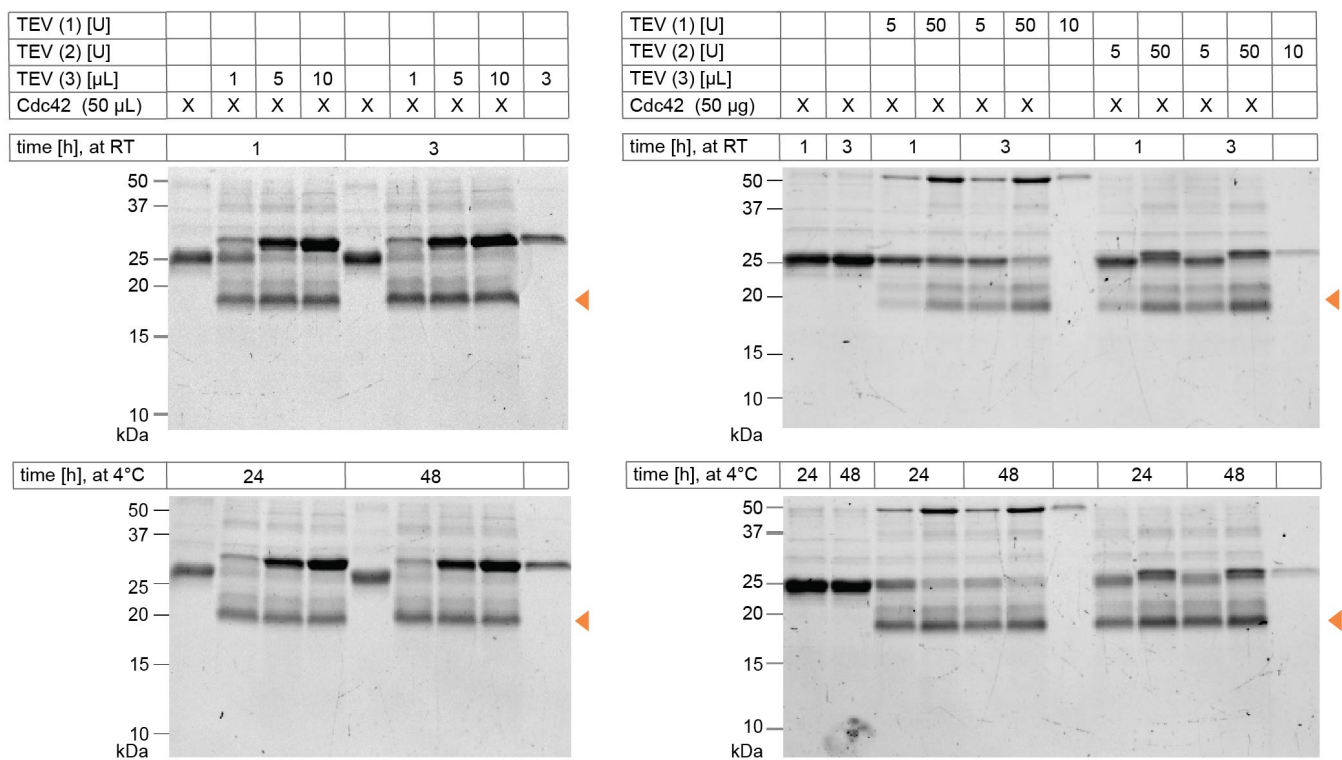 TEV (1) [U]
TEV (2) [U]
TEV (3) [µL] 1 5 10 1 5 10 3
Cdc42 (50 µL) X X X X X X X X
time [h], at RT 1 3
50
37
25
20
15
10
kDa
time [h], at 4°C 24 48
50
37
25
20
15
10
kDa
TEV (1) [U] 5 50 5 50 10
TEV (2) [U] 5 50 5 50 10
TEV (3) [µL]
Cdc42 (50 µg) X X X X X X X X X X
time [h], at RT 1 3 1 3 1 3
50
37
25
20
15
10
kDa
time [h], at 4°C 24 48 24 48 24 48
50
37
25
20
15
10
kDa